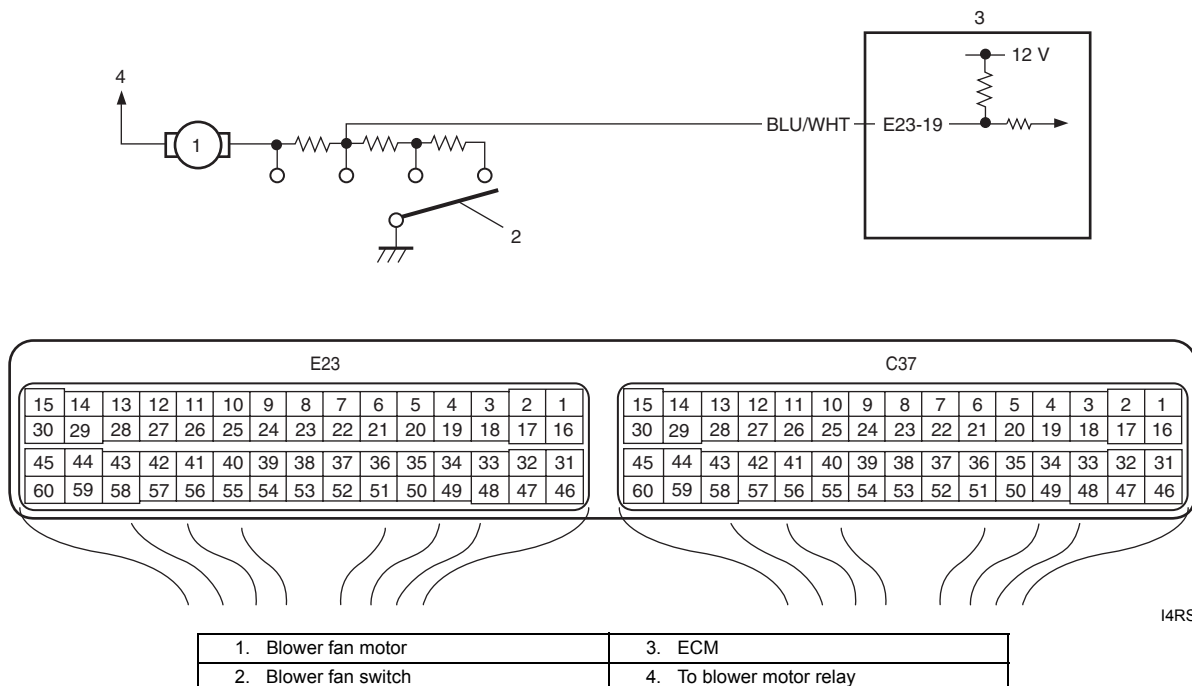 3
12 V
4
BLU/WHT
E23-19
1
2
E23
C37
15 14 13 12 11 10 9 8 7 6 5 4 3 2 1
30 29 28 27 26 25 24 23 22 21 20 19 18 17 16
45 44 43 42 41 40 39 38 37 36 35 34 33 32 31
60 59 58 57 56 55 54 53 52 51 50 49 48 47 46
15 14 13 12 11 10 9 8 7 6 5 4 3 2 1
30 29 28 27 26 25 24 23 22 21 20 19 18 17 16
45 44 43 42 41 40 39 38 37 36 35 34 33 32 31
60 59 58 57 56 55 54 53 52 51 50 49 48 47 46
I4RS
1. Blower fan motor
3. ECM
2. Blower fan switch
4. To blower motor relay